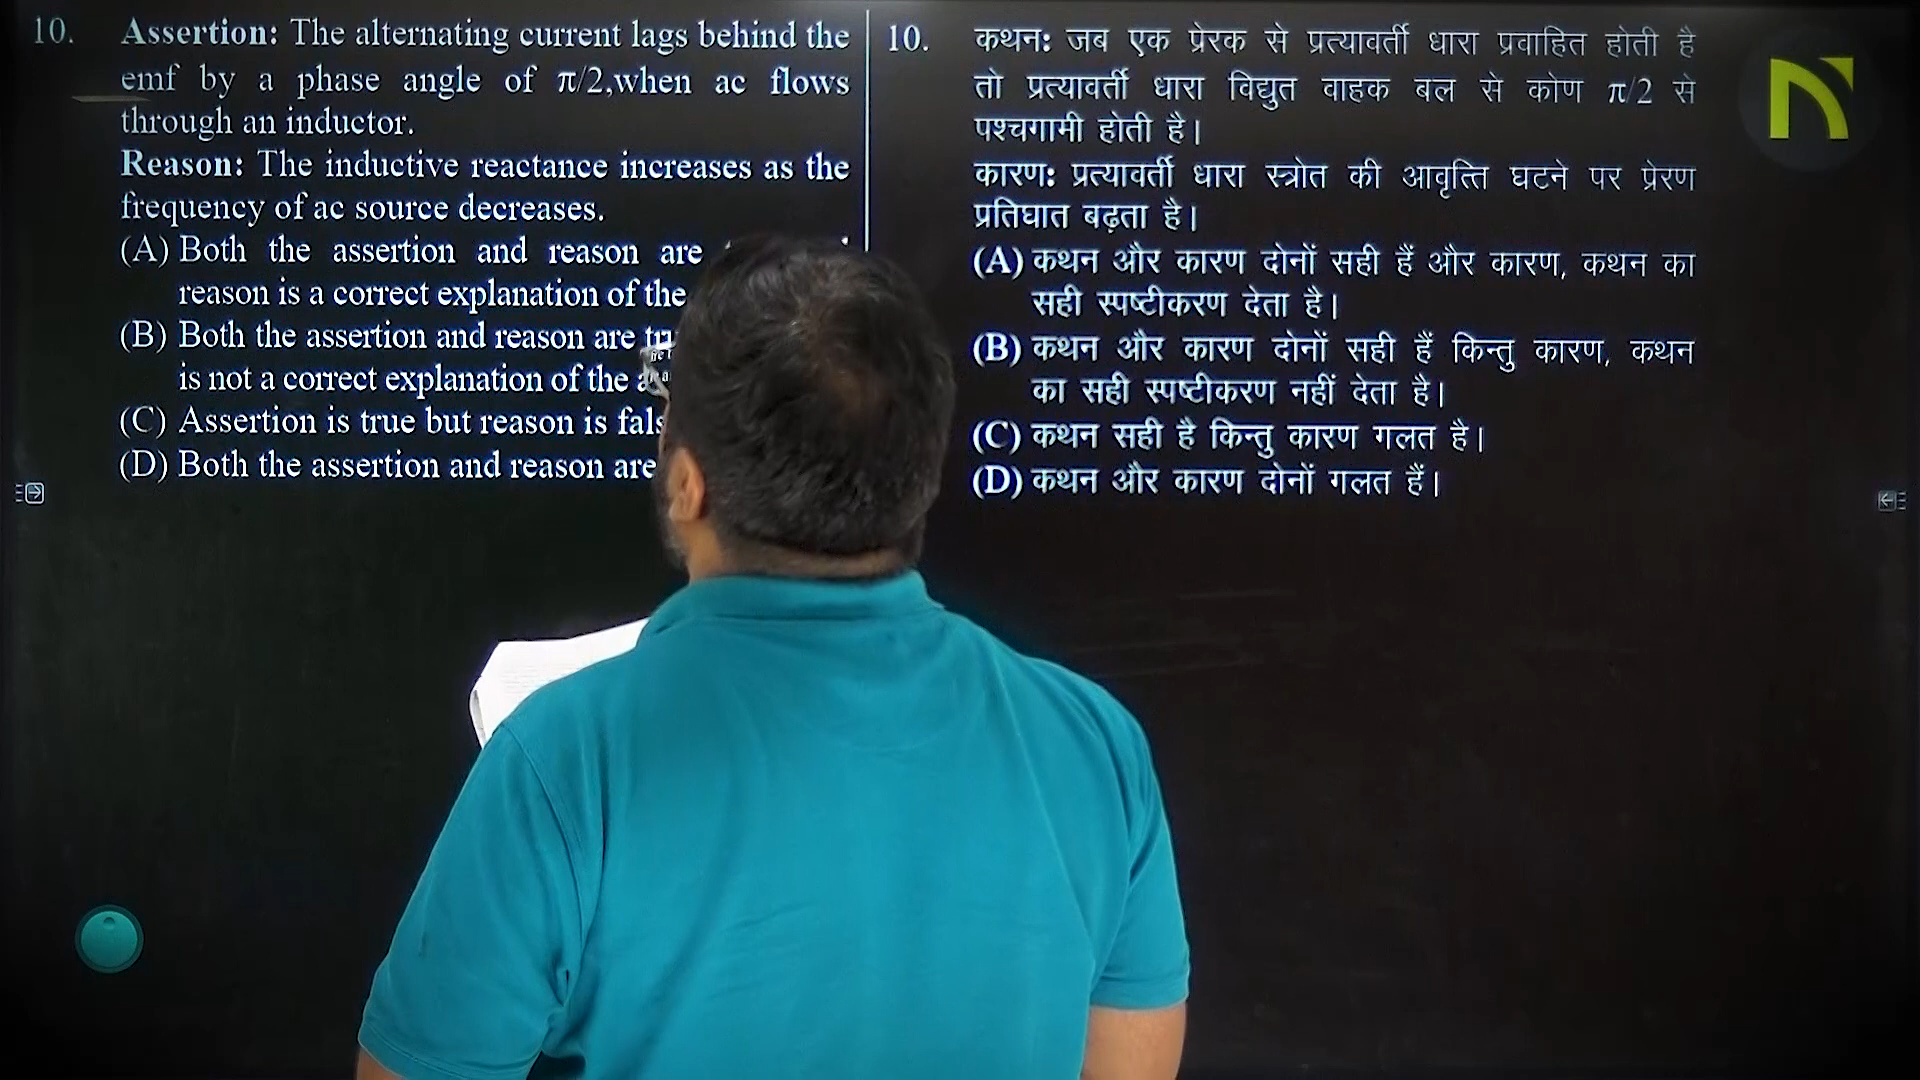 10. Assertion: The alternating current lags behind the
emf by a phase angle of π/2,when ac flows
through an inductor.
Reason: The inductive reactance increases as the
frequency of ac source decreases.
(A) Both the assertion and reason are
reason is a correct explanation of the
(B) Both the assertion and reason are
is not a correct explanation of the
(C) Assertion is true but reason is
(D) Both the assertion and reason are
10. कथन: जब एक प्रेरक से प्रत्यावर्ती धारा प्रवाहित होती है
तो प्रत्यावर्ती धारा विद्युत वाहक बल से कोण π/2 से
पश्चगामी होती है।
कारण: प्रत्यावर्ती धारा स्त्रोत की आवृत्ति घटने पर प्रेरण
प्रतिघात बढ़ता है।
(A) कथन और कारण दोनों सही हैं और कारण, कथन का
सही स्पष्टीकरण देता है।
(B) कथन और कारण दोनों सही हैं किन्तु कारण, कथन
का सही स्पष्टीकरण नहीं देता है।
(C) कथन सही है किन्तु कारण गलत है।
(D) कथन और कारण दोनों गलत हैं।